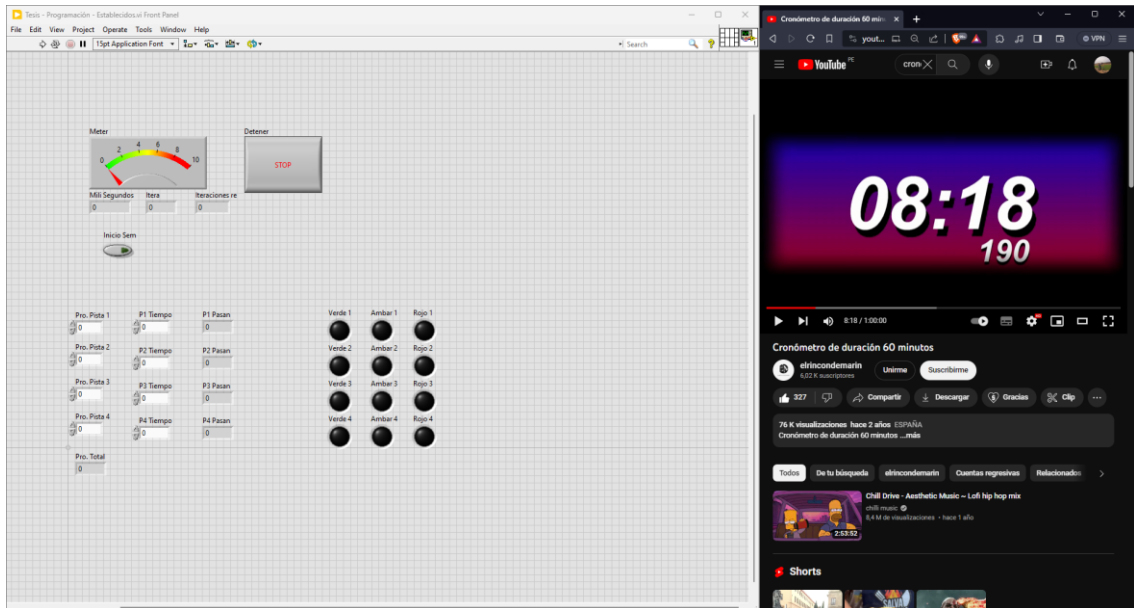 Tesis - Programación - Establecidos.vi Front Panel
File Edit View Project Operate Tools Window Help
15pt Application Font
Search
Meter
0 2 4 6 8 10
Detener
STOP
Mili Segundos Itera Iteraciones re
0 0 0
Inicio Sem
Pro. Pista 1 P1 Tiempo P1 Pasan Verde 1 Ambar 1 Rojo 1
0 0 0
Pro. Pista 2 P2 Tiempo P2 Pasan Verde 2 Ambar 2 Rojo 2
0 0 0
Pro. Pista 3 P3 Tiempo P3 Pasan Verde 3 Ambar 3 Rojo 3
0 0 0
Pro. Pista 4 P4 Tiempo P4 Pasan Verde 4 Ambar 4 Rojo 4
0 0 0
Pro. Total
0
Cronómetro de duración 60 min
yout...
VPN
YouTube PE
cron
08:18
190
8:18 / 1:00:00
Cronómetro de duración 60 minutos
elrincondemarin
6,02 K suscriptores
Unirme
Suscribirme
327
Compartir
Descargar
Gracias
Clip
76 K visualizaciones hace 2 años ESPAÑA
Cronómetro de duración 60 minutos ...más
Todos De tu búsqueda elrincondemarin Cuentas regresivas Relacionados
Chill Drive - Aesthetic Music ~ Lofi hip hop mix
chilli music
8,4 M de visualizaciones • hace 1 año
2:53:52
Shorts